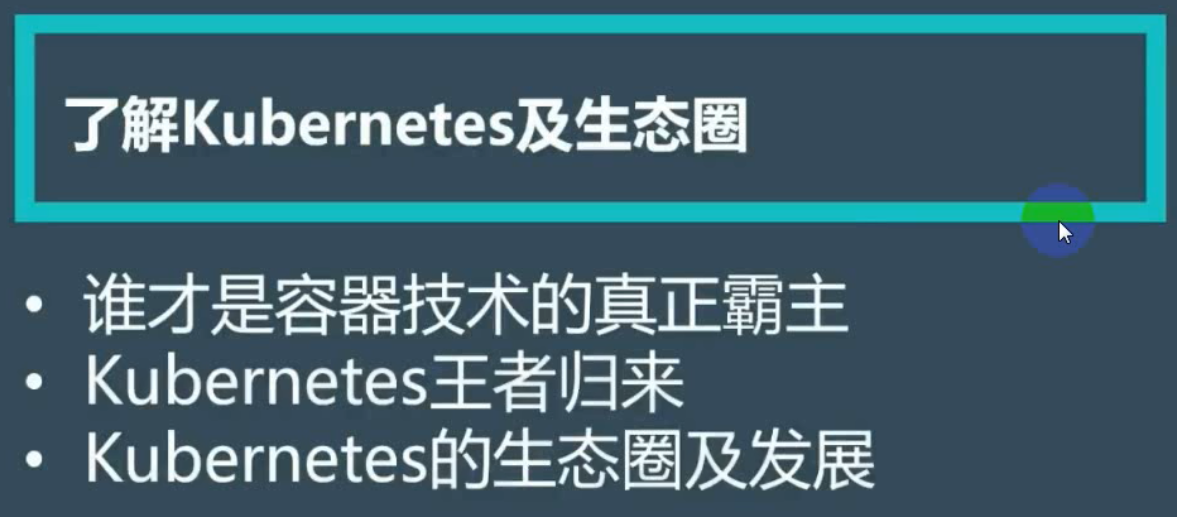 了解Kubernetes及生态圈
• 谁才是容器技术的真正霸主
• Kubernetes王者归来
• Kubernetes的生态圈及发展